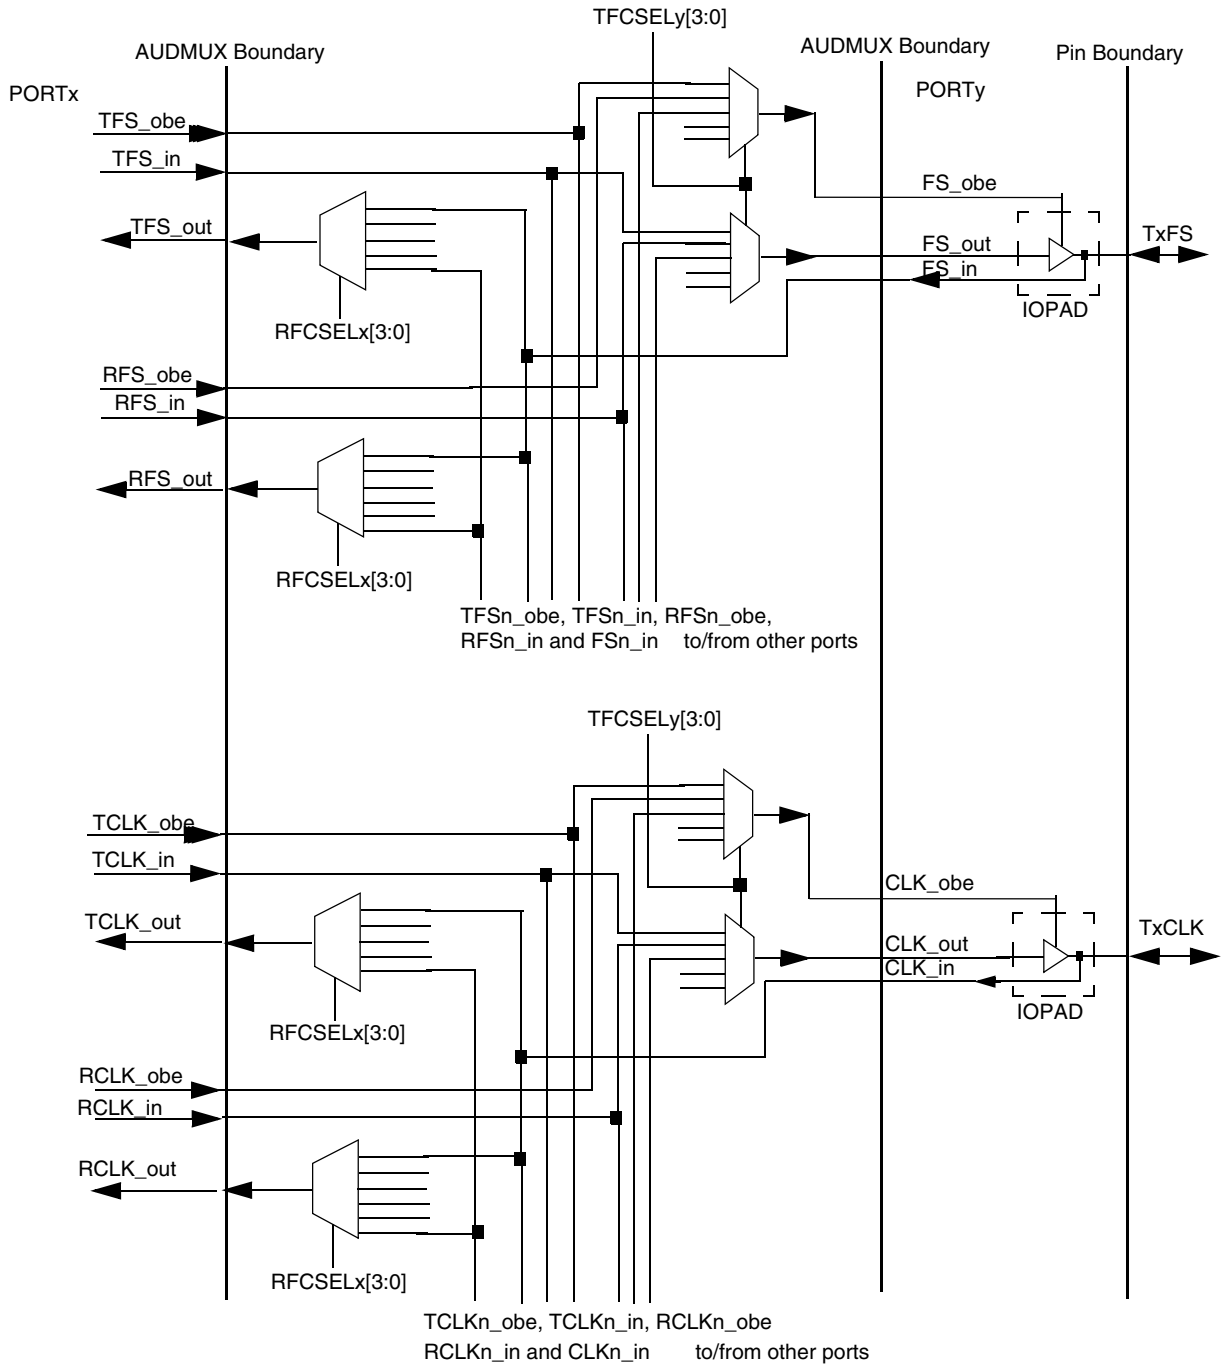 TFCSELy[3:0]
AUDMUX Boundary
AUDMUX Boundary
Pin Boundary
PORTx
PORTy
TFS_obe
TFS_in
FS_obe
TFS_out
FS_out
TxFS
FS_in
IOPAD
RFCSELx[3:0]
RFS_obe
RFS_in
RFS_out
RFCSELx[3:0]
TFSn_obe, TFSn_in, RFSn_obe,
RFSn_in and FSn_in to/from other ports
TFCSELy[3:0]
TCLK_obe
TCLK_in
CLK_obe
TCLK_out
CLK_out
TxCLK
CLK_in
IOPAD
RFCSELx[3:0]
RCLK_obe
RCLK_in
RCLK_out
RFCSELx[3:0]
TCLKn_obe, TCLKn_in, RCLKn_obe
RCLKn_in and CLKn_in to/from other ports